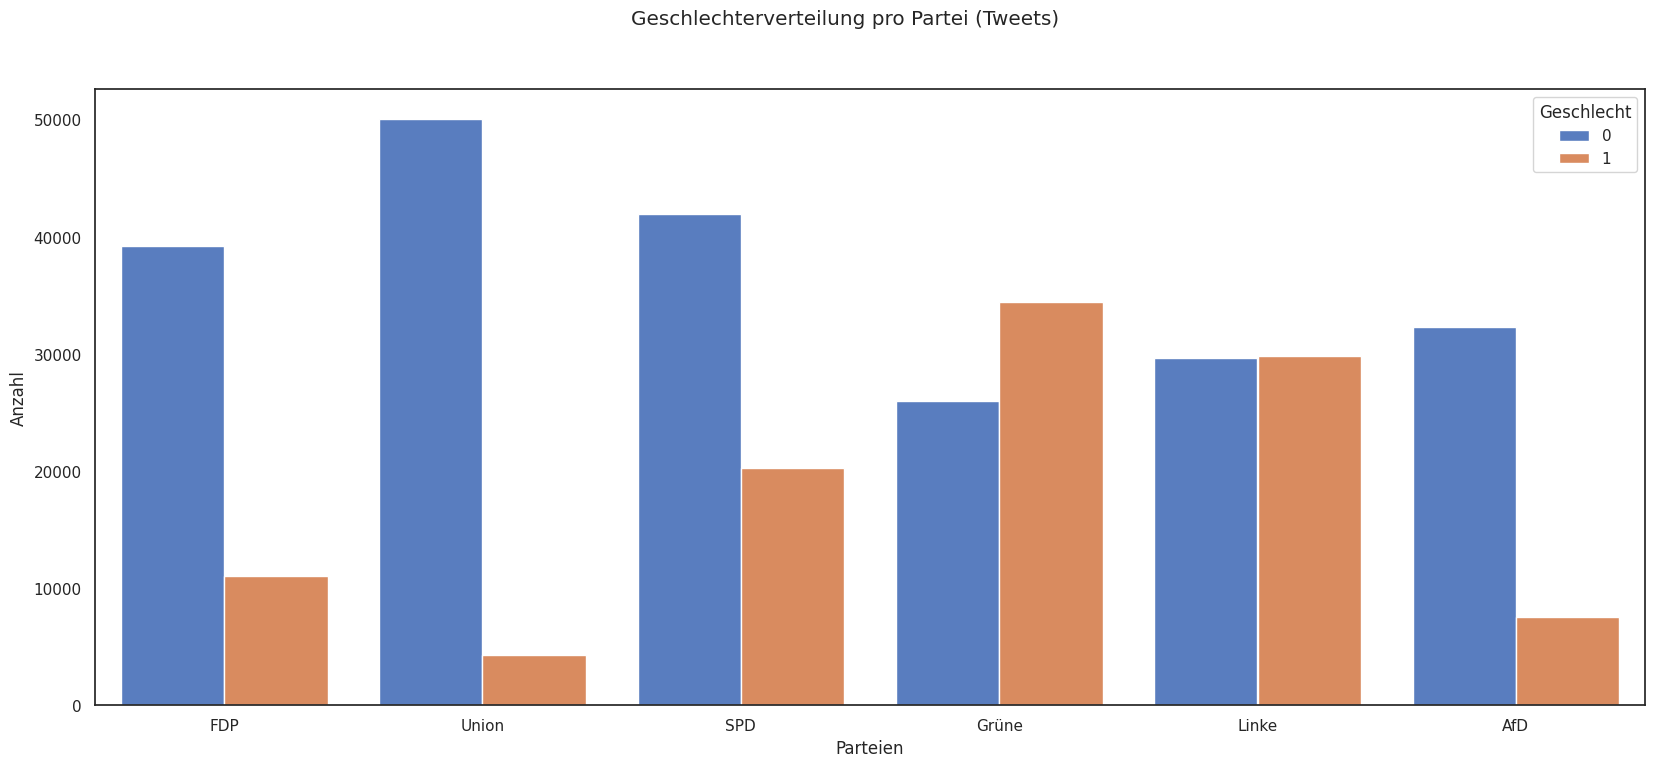 Geschlechterverteilung pro Partei (Tweets)
Geschlecht
0
1
50000
40000
30000
20000
10000
0
Anzahl
FDP Union SPD Grüne Linke AfD
Parteien